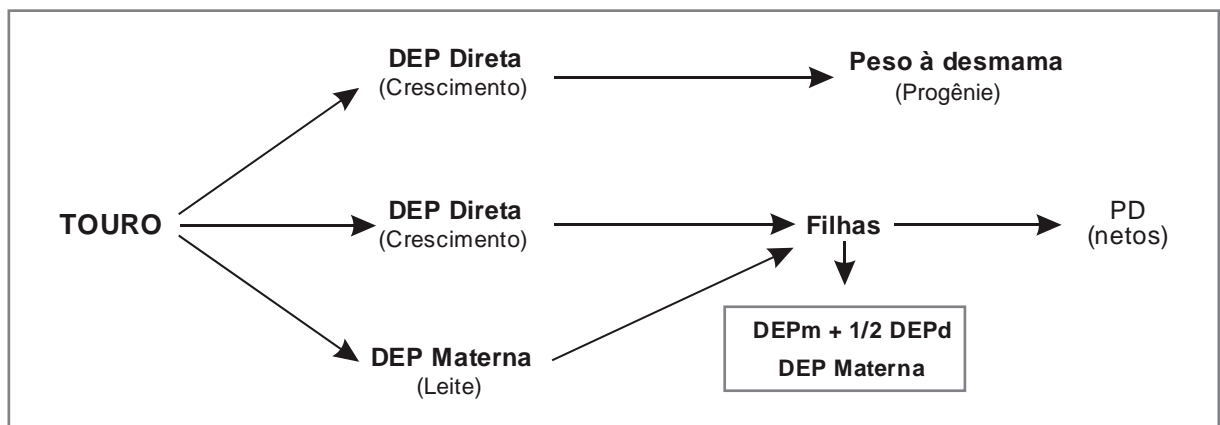 DEP Direta
(Crescimento)
Peso à desmama
(Progênie)
TOURO
DEP Direta
(Crescimento)
Filhas
PD
(netos)
DEP Materna
(Leite)
DEPm + 1/2 DEPd
DEP Materna